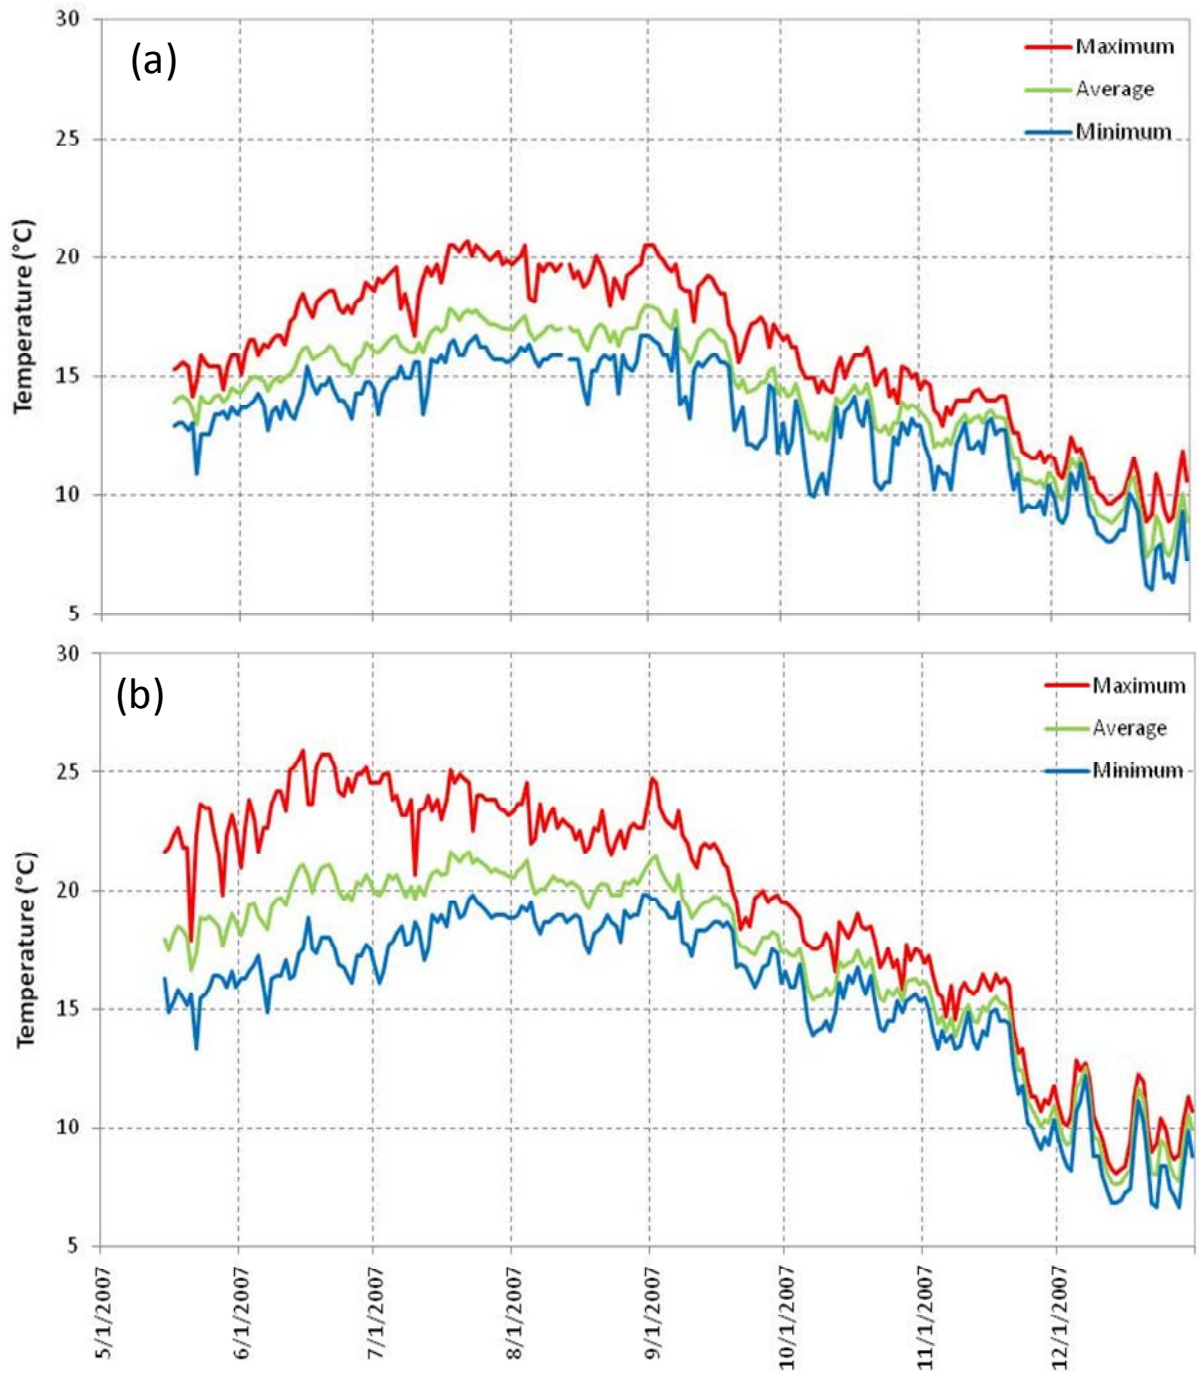 30
(a)
Maximum
Average
Minimum
25
20
15
10
5
Temperature (°C)
30
(b)
Maximum
Average
Minimum
25
20
15
10
5
Temperature (°C)
5/1/2007
6/1/2007
7/1/2007
8/1/2007
9/1/2007
10/1/2007
11/1/2007
12/1/2007